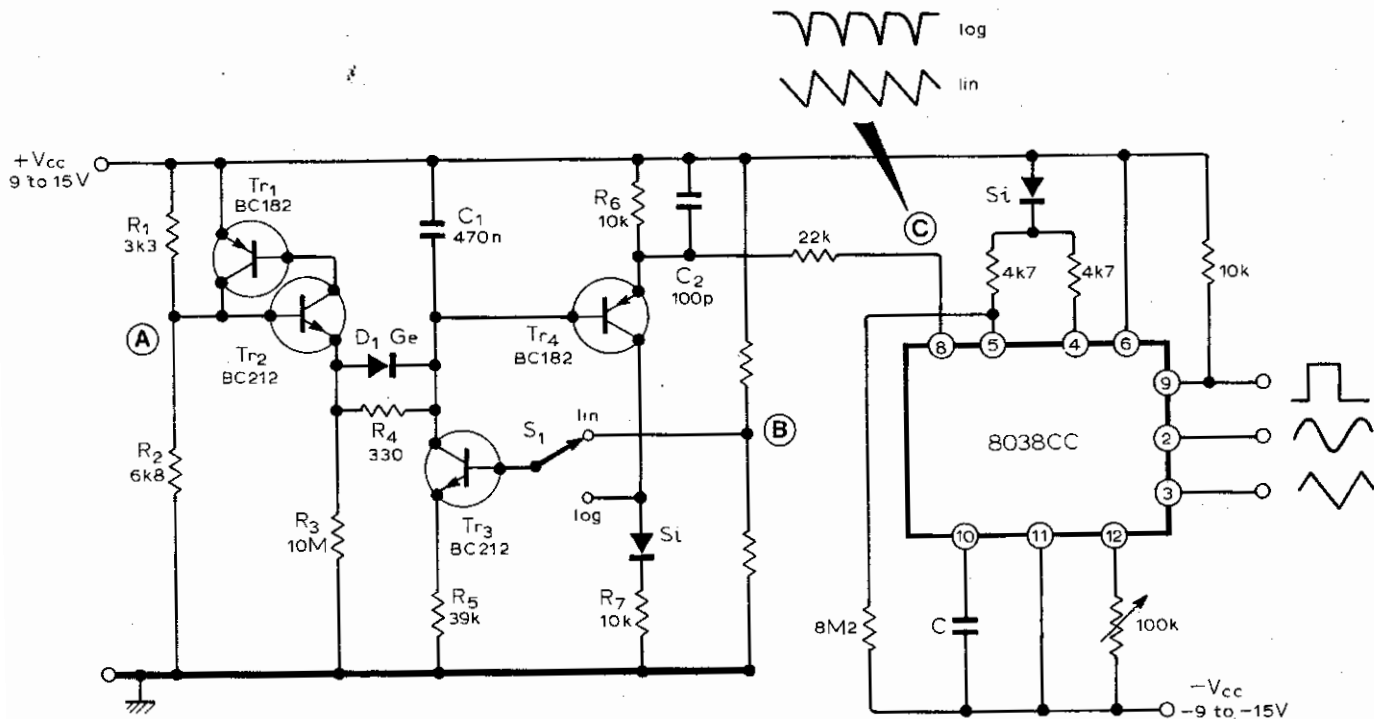 log
lin
+Vcc
9 to 15V
Tr1
BC182
R1
3k3
C1
470n
R6
10k
C2
100p
22k
C
Si
4k7
4k7
10k
A
Tr2
BC212
D1 Ge
Tr4
BC182
8
5
4
6
9
R4
330
S1
lin
B
8038CC
2
3
R2
6k8
R3
10M
Tr3
BC212
log
Si
10
11
12
R5
39k
R7
10k
8M2
C
100k
−Vcc
-9 to -15V